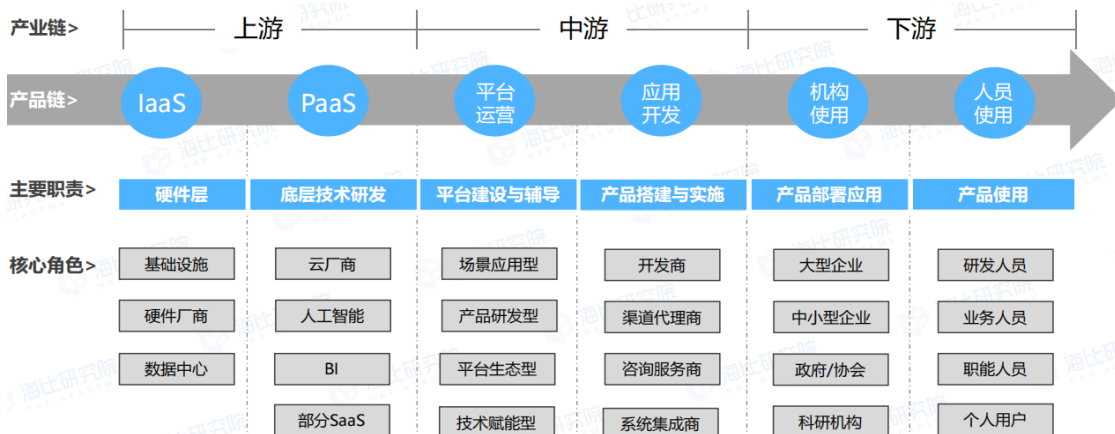 产业链> 上游 中游 下游
产品链> IaaS PaaS 平台运营 应用开发 机构使用 人员使用
主要职责> 硬件层 底层技术研发 平台建设与辅导 产品搭建与实施 产品部署应用 产品使用
核心角色> 基础设施 云厂商 场景应用型 开发商 大型企业 研发人员
硬件厂商 人工智能 产品研发型 渠道代理商 中小型企业 业务人员
数据中心 BI 平台生态型 咨询服务商 政府/协会 职能人员
部分SaaS 技术赋能型 系统集成商 科研机构 个人用户
海比研究院